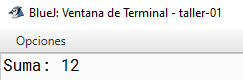 BlueJ: Ventana de Terminal - taller-01
Opciones
Suma: 12